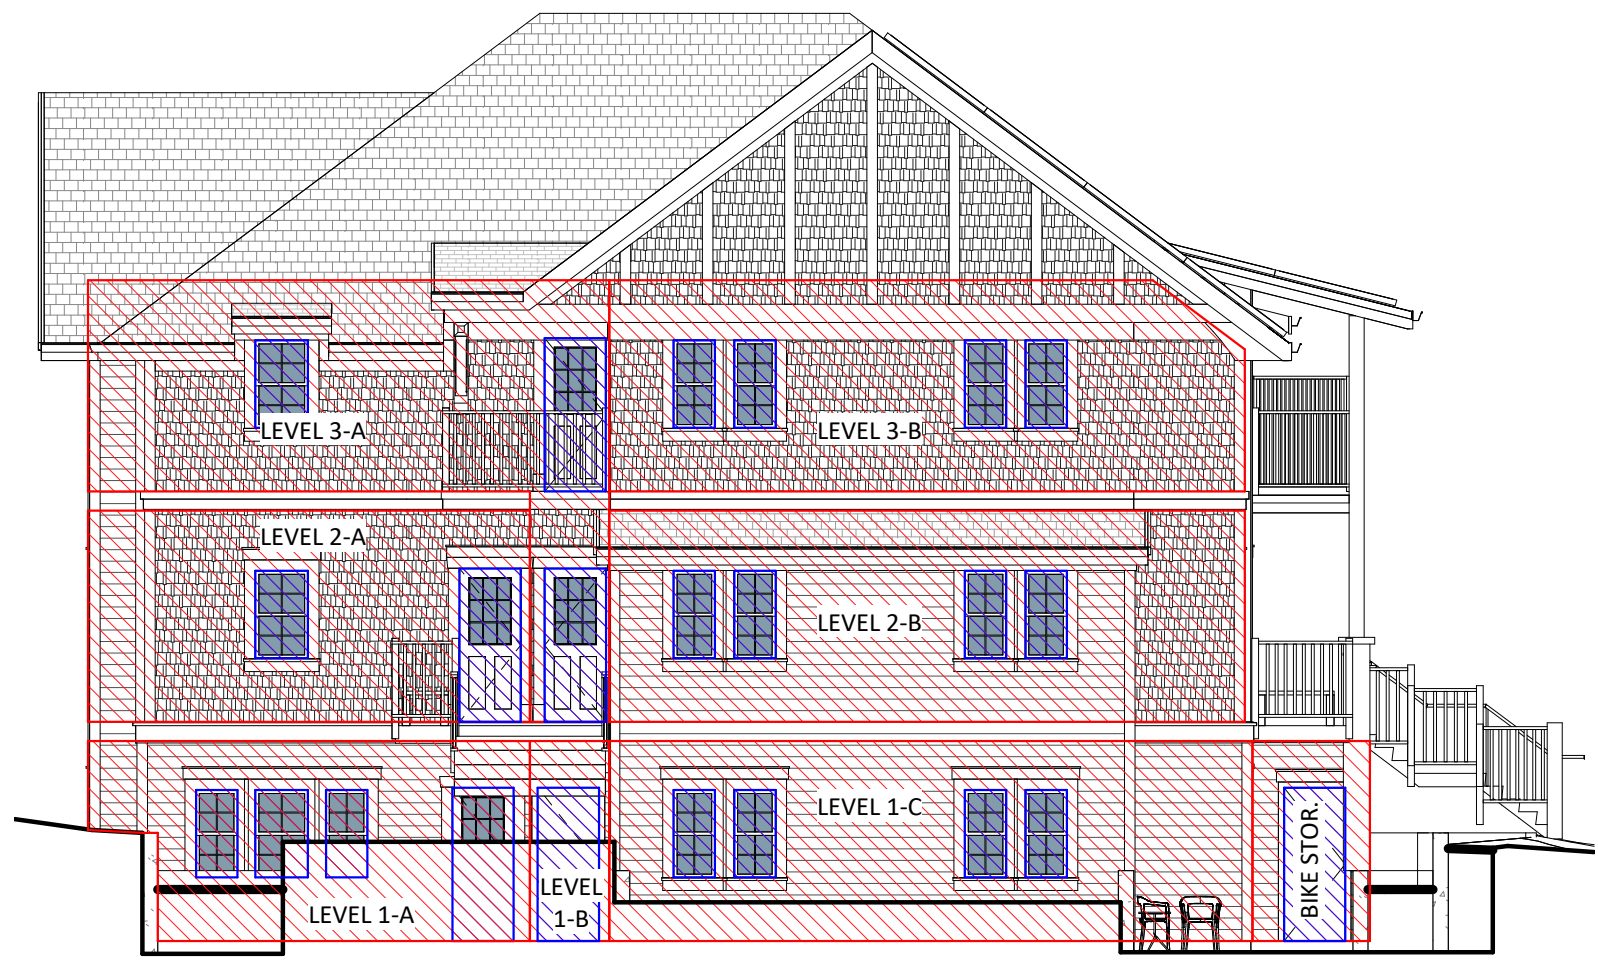 LEVEL 3-A
LEVEL 3-B
LEVEL 2-A
LEVEL 2-B
LEVEL 1-C
LEVEL 1-A
LEVEL
1-B
BIKE STOR.